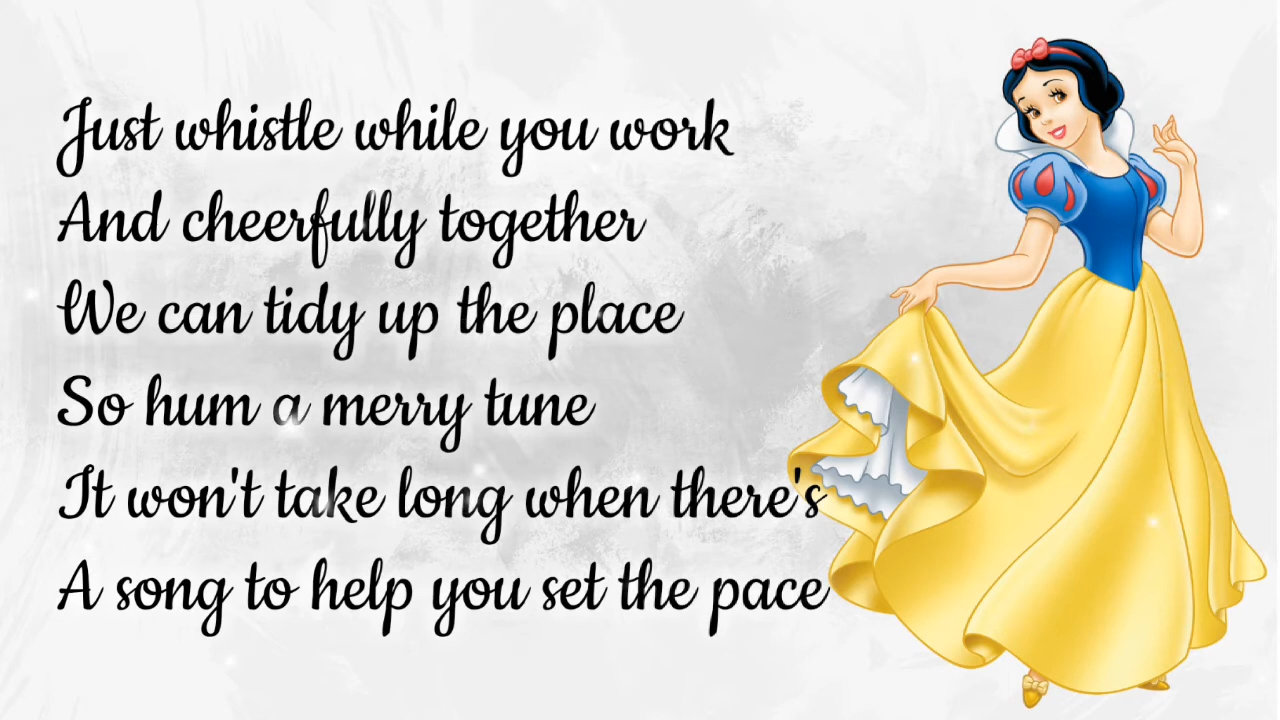 Just whistle while you work
And cheerfully together
We can tidy up the place
So hum a merry tune
It won't take long when there's
A song to help you set the pace